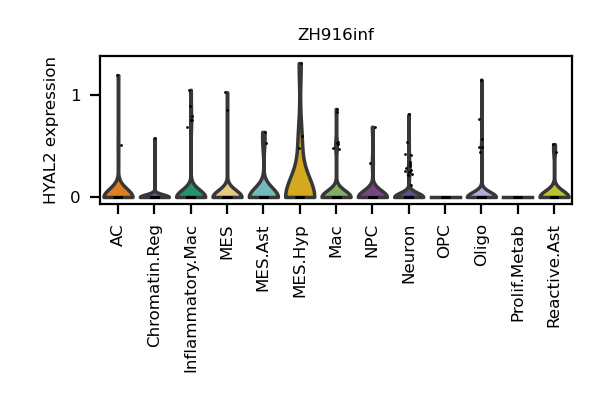 ZH916inf
HYAL2 expression
1
0
AC
Chromatin.Reg
Inflammatory.Mac
MES
MES.Ast
MES.Hyp
Mac
NPC
Neuron
OPC
Oligo
Prolif.Metab
Reactive.Ast